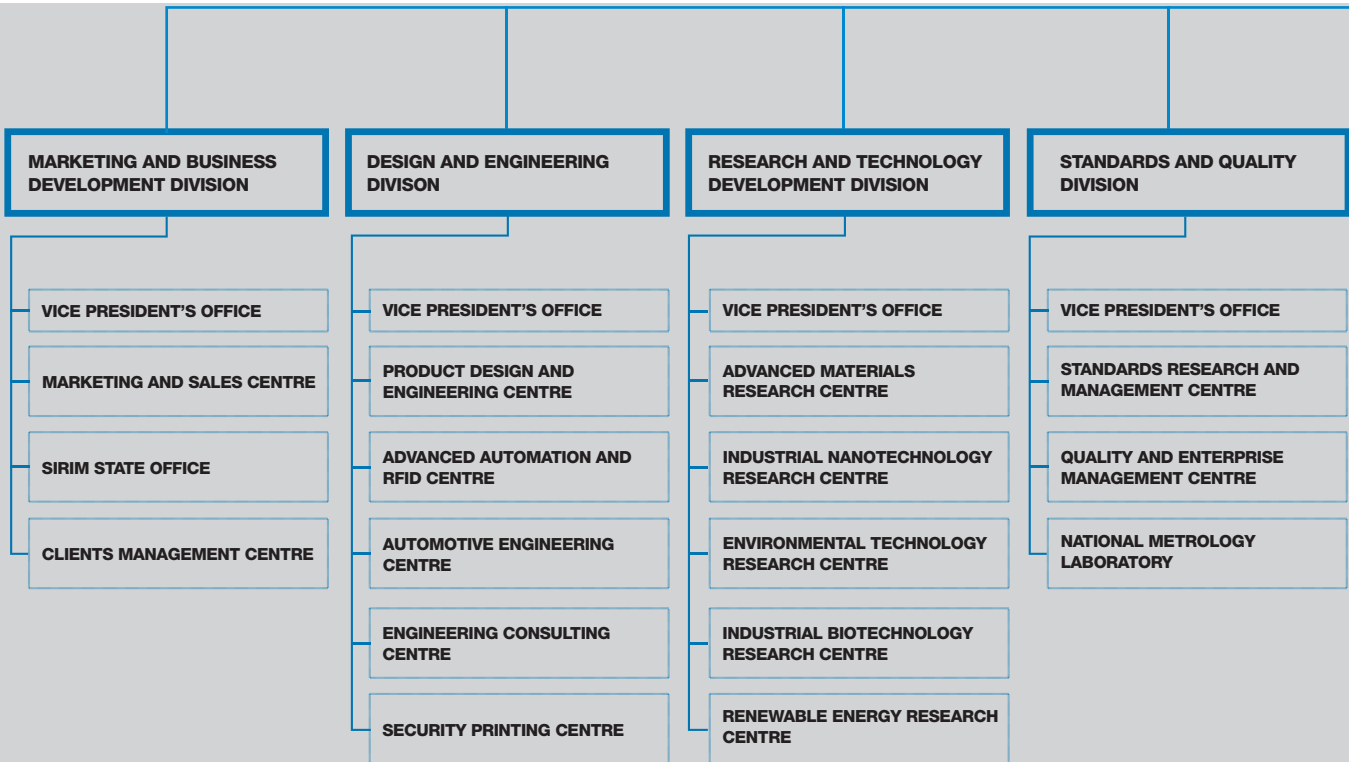 MARKETING AND BUSINESS
DEVELOPMENT DIVISION
VICE PRESIDENT’S OFFICE
MARKETING AND SALES CENTRE
SIRIM STATE OFFICE
CLIENTS MANAGEMENT CENTRE
DESIGN AND ENGINEERING
DIVISON
VICE PRESIDENT’S OFFICE
PRODUCT DESIGN AND
ENGINEERING CENTRE
ADVANCED AUTOMATION AND
RFID CENTRE
AUTOMOTIVE ENGINEERING
CENTRE
ENGINEERING CONSULTING
CENTRE
SECURITY PRINTING CENTRE
RESEARCH AND TECHNOLOGY
DEVELOPMENT DIVISION
VICE PRESIDENT’S OFFICE
ADVANCED MATERIALS
RESEARCH CENTRE
INDUSTRIAL NANOTECHNOLOGY
RESEARCH CENTRE
ENVIRONMENTAL TECHNOLOGY
RESEARCH CENTRE
INDUSTRIAL BIOTECHNOLOGY
RESEARCH CENTRE
RENEWABLE ENERGY RESEARCH
CENTRE
STANDARDS AND QUALITY
DIVISION
VICE PRESIDENT’S OFFICE
STANDARDS RESEARCH AND
MANAGEMENT CENTRE
QUALITY AND ENTERPRISE
MANAGEMENT CENTRE
NATIONAL METROLOGY
LABORATORY